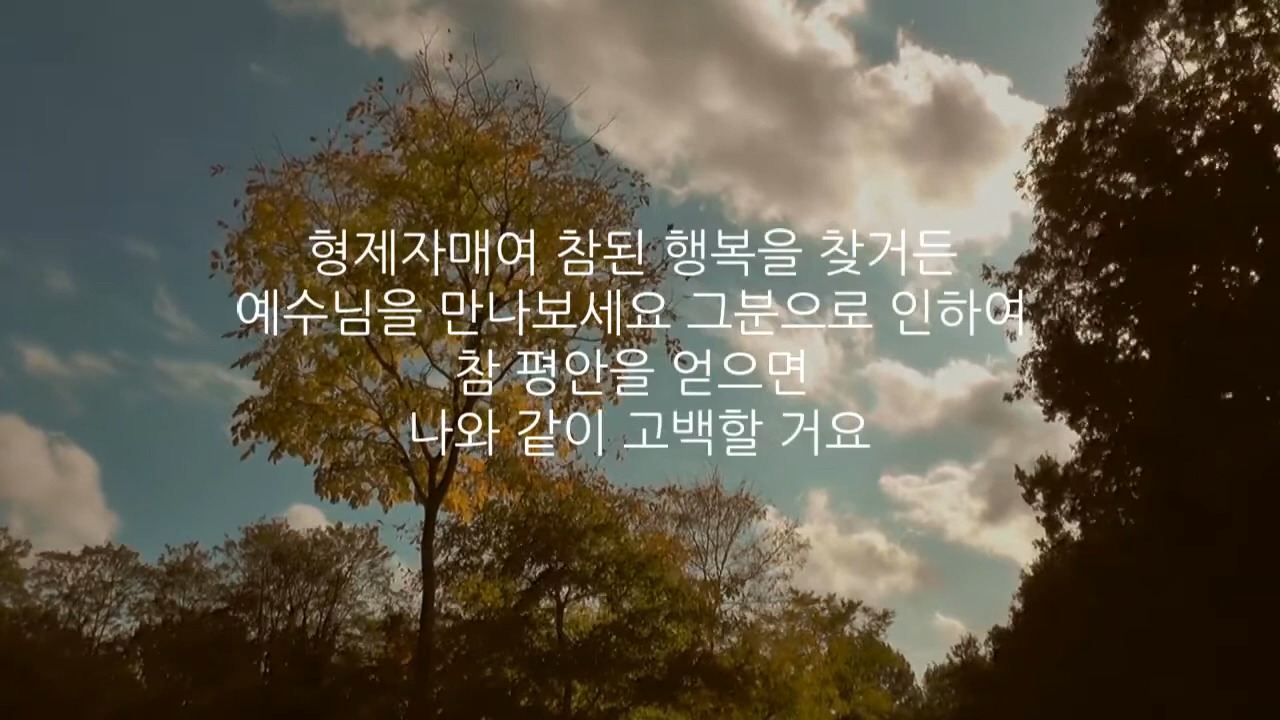 형제자매여 참된 행복을 찾거든
예수님을 만나보세요 그분으로 인하여
참 평안을 얻으면
나와 같이 고백할 거요